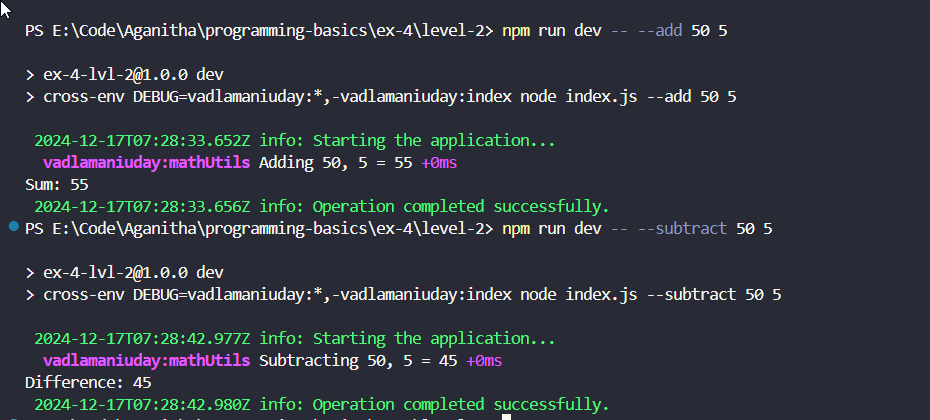 PS E:\Code\Aganitha\programming-basics\ex-4\level-2> npm run dev -- --add 50 5
> ex-4-lvl-2@1.0.0 dev
> cross-env DEBUG=vadlamaniuday:*,-vadlamaniuday:index node index.js --add 50 5
2024-12-17T07:28:33.652Z info: Starting the application...
vadlamaniuday:mathUtils Adding 50, 5 = 55 +0ms
Sum: 55
2024-12-17T07:28:33.656Z info: Operation completed successfully.
PS E:\Code\Aganitha\programming-basics\ex-4\level-2> npm run dev -- --subtract 50 5
> ex-4-lvl-2@1.0.0 dev
> cross-env DEBUG=vadlamaniuday:*,-vadlamaniuday:index node index.js --subtract 50 5
2024-12-17T07:28:42.977Z info: Starting the application...
vadlamaniuday:mathUtils Subtracting 50, 5 = 45 +0ms
Difference: 45
2024-12-17T07:28:42.980Z info: Operation completed successfully.